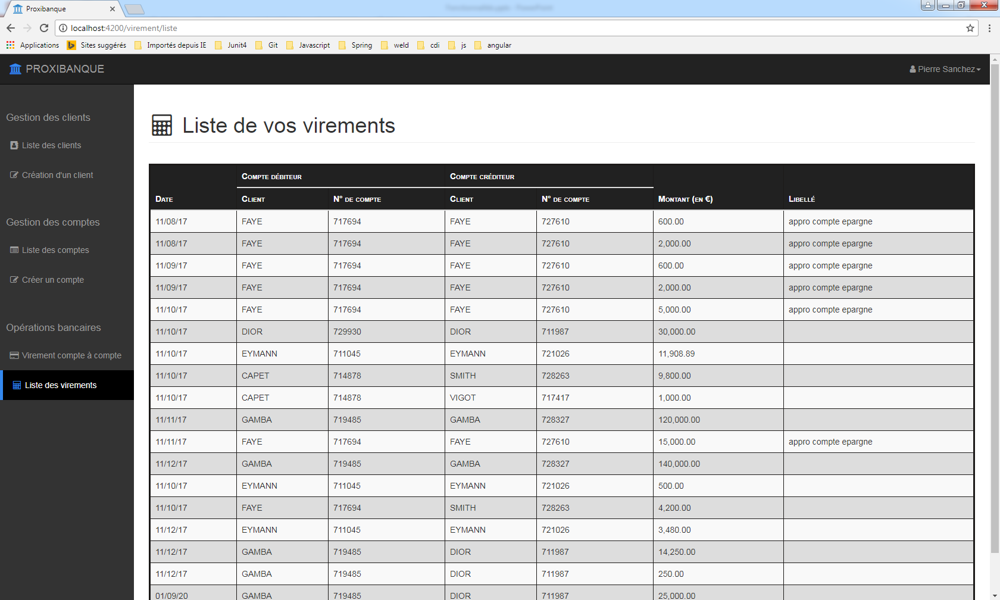 Proxibanque
localhost:4200/virement/liste
Applications Sites suggérés Importés depuis IE Junit4 Git Javascript Spring weld cdi js angular
PROXIBANQUE
Pierre Sanchez
Gestion des clients
Liste des clients
Création d'un client
Gestion des comptes
Liste des comptes
Créer un compte
Opérations bancaires
Virement compte à compte
Liste des virements
Liste de vos virements
Compte débiteur Compte créditeur
Date Client N° de compte Client N° de compte Montant (en €) Libellé
11/08/17 FAYE 717694 FAYE 727610 600.00 appro compte epargne
11/08/17 FAYE 717694 FAYE 727610 2,000.00 appro compte epargne
11/09/17 FAYE 717694 FAYE 727610 600.00 appro compte epargne
11/09/17 FAYE 717694 FAYE 727610 2,000.00 appro compte epargne
11/10/17 FAYE 717694 FAYE 727610 5,000.00 appro compte epargne
11/10/17 DIOR 729930 DIOR 711987 30,000.00
11/10/17 EYMANN 711045 EYMANN 721026 11,908.89
11/10/17 CAPET 714878 SMITH 728263 9,800.00
11/10/17 CAPET 714878 VIGOT 717417 1,000.00
11/11/17 GAMBA 719485 GAMBA 728327 120,000.00
11/11/17 FAYE 717694 FAYE 727610 15,000.00 appro compte epargne
11/12/17 GAMBA 719485 GAMBA 728327 140,000.00
11/10/17 EYMANN 711045 EYMANN 721026 500.00
11/10/17 FAYE 717694 SMITH 728263 4,200.00
11/12/17 EYMANN 711045 EYMANN 721026 3,480.00
11/12/17 GAMBA 719485 DIOR 711987 14,250.00
11/12/17 GAMBA 719485 DIOR 711987 250.00
01/09/20 GAMBA 719485 DIOR 711987 25,000.00